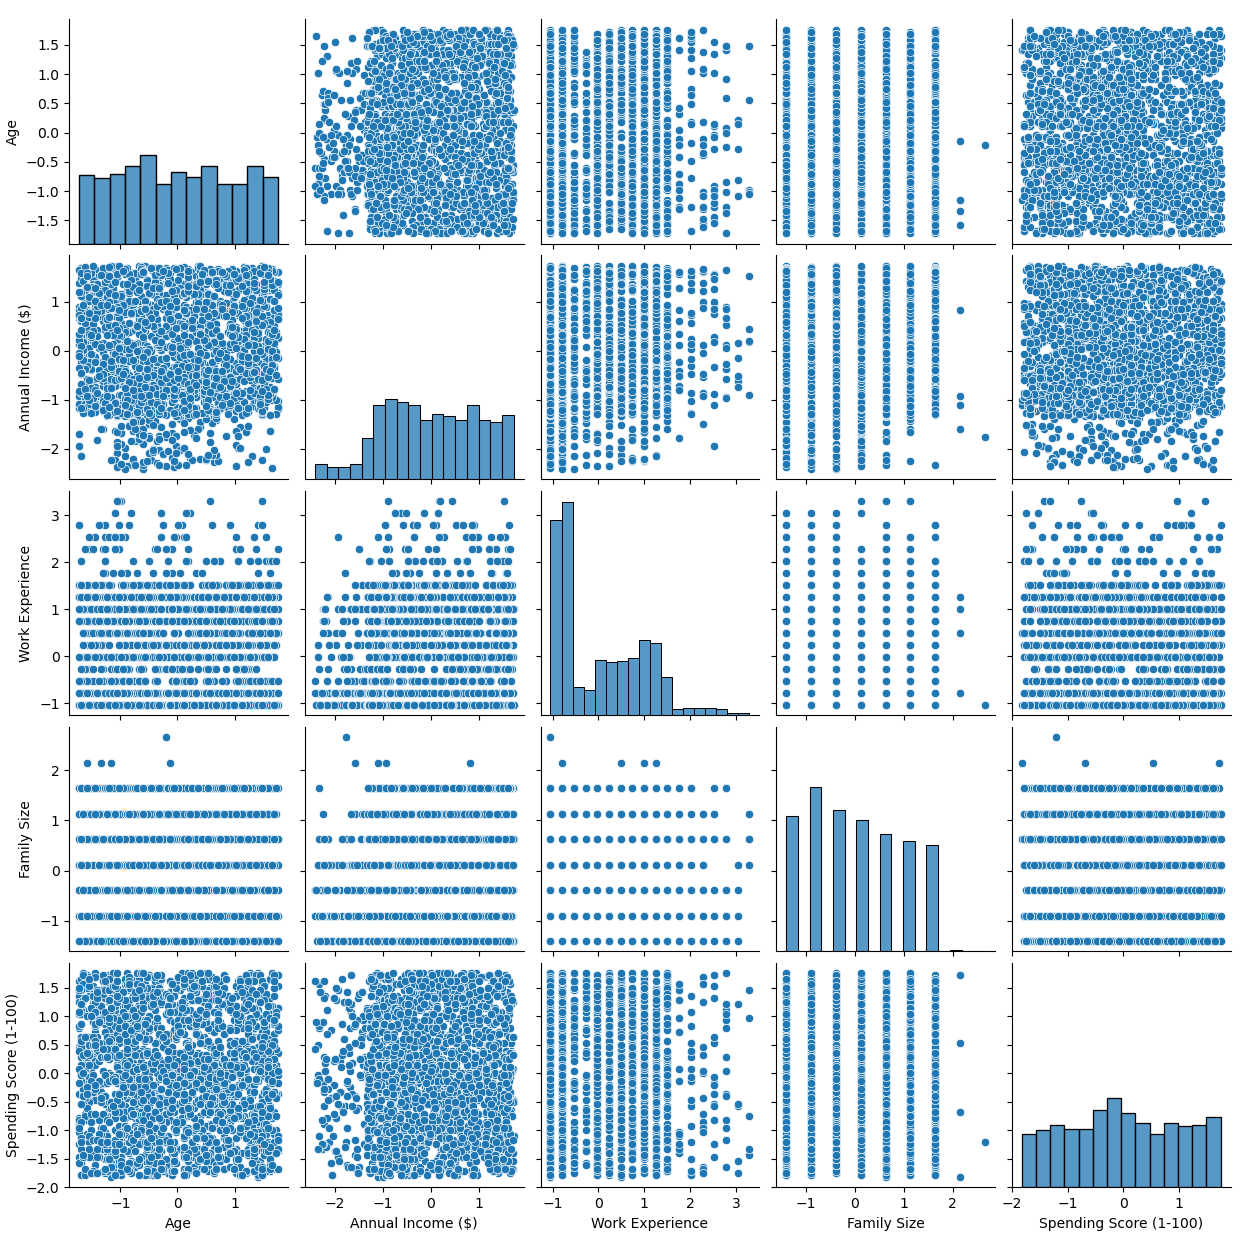 1.5
1.0
0.5
0.0
−0.5
−1.0
−1.5
Age
1
0
−1
−2
Annual Income ($)
3
2
1
0
−1
Work Experience
2
1
0
−1
Family Size
1.5
1.0
0.5
0.0
−0.5
−1.0
−1.5
−2.0
Spending Score (1-100)
−1 0 1
Age
−2 −1 0 1
Annual Income ($)
−1 0 1 2 3
Work Experience
−1 0 1 2
Family Size
−2 −1 0 1
Spending Score (1-100)